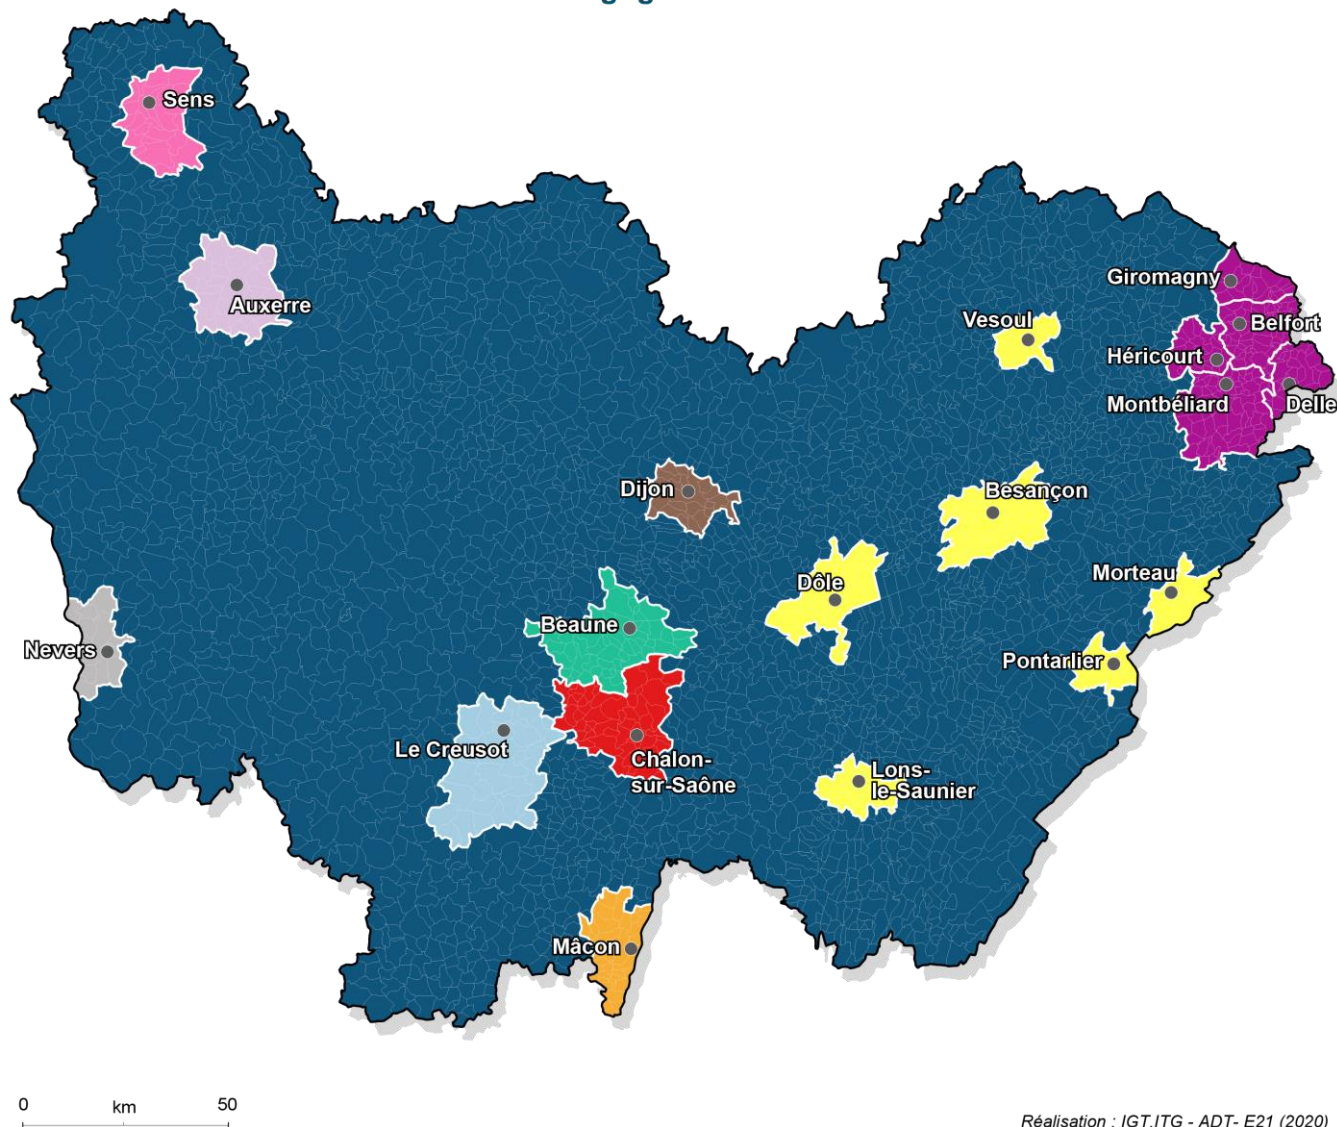 Sens
Auxerre
Giromagny
Vesoul
Belfort
Héricourt
Montbéliard
Delle
Dijon
Besançon
Morteau
Dôle
Beaune
Nevers
Pontarlier
Le Creusot
Châlon-
sur-Saône
Lons-
le-Saunier
Mâcon
0 km 50
Réalisation : IGT.ITG - ADT- E21 (2020)